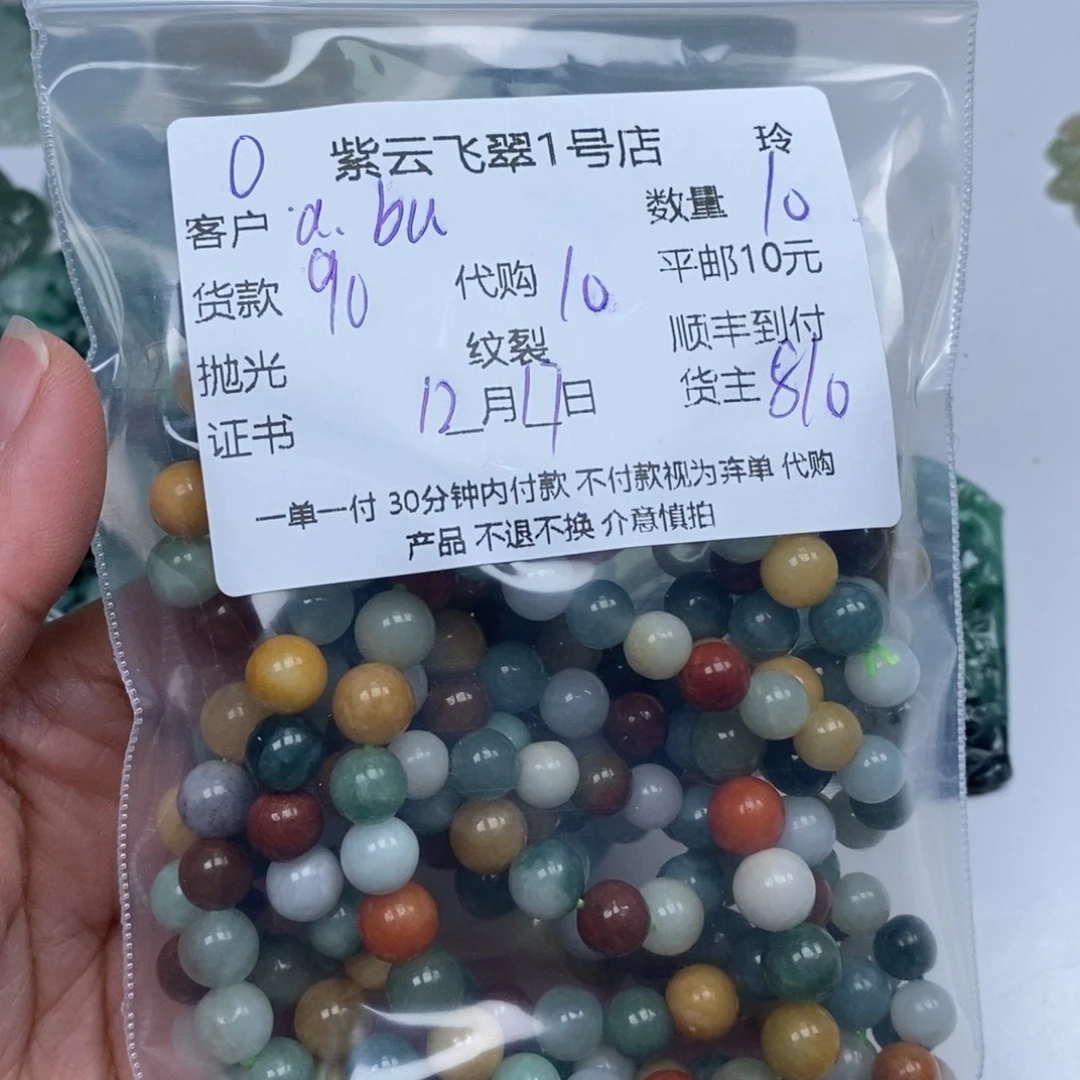 0 紫云飞翠1号店 玲
客户 a. bu 数量 10
货款 90 代购 10 平邮10元
抛光 纹裂 顺丰到付
证书 12月17日 货主 810
一单一付 30分钟内付款 不付款视为弃单 代购
产品 不退不换 介意慎拍